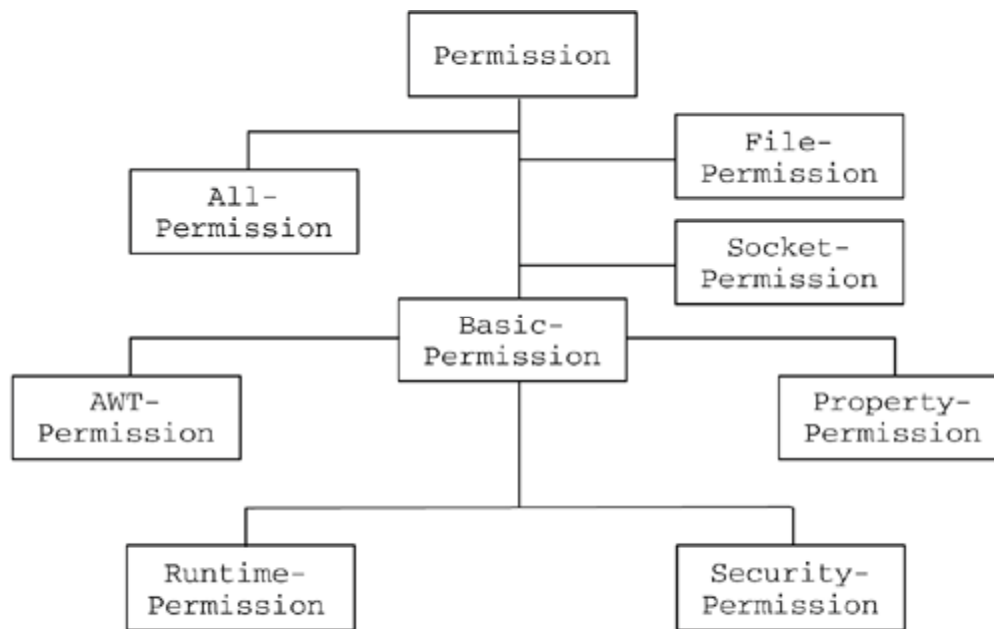 Permission
All-
Permission
File-
Permission
Socket-
Permission
Basic-
Permission
AWT-
Permission
Property-
Permission
Runtime-
Permission
Security-
Permission